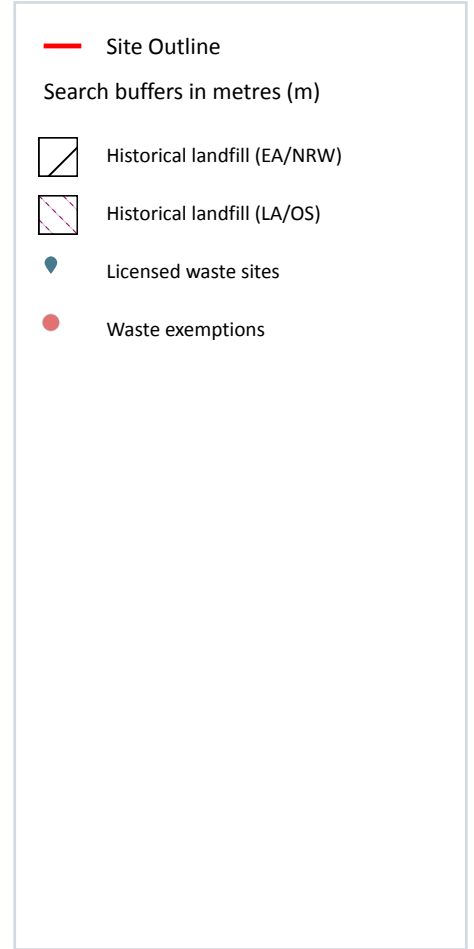 Site Outline
Search buffers in metres (m)
Historical landfill (EA/NRW)
Historical landfill (LA/OS)
Licensed waste sites
Waste exemptions